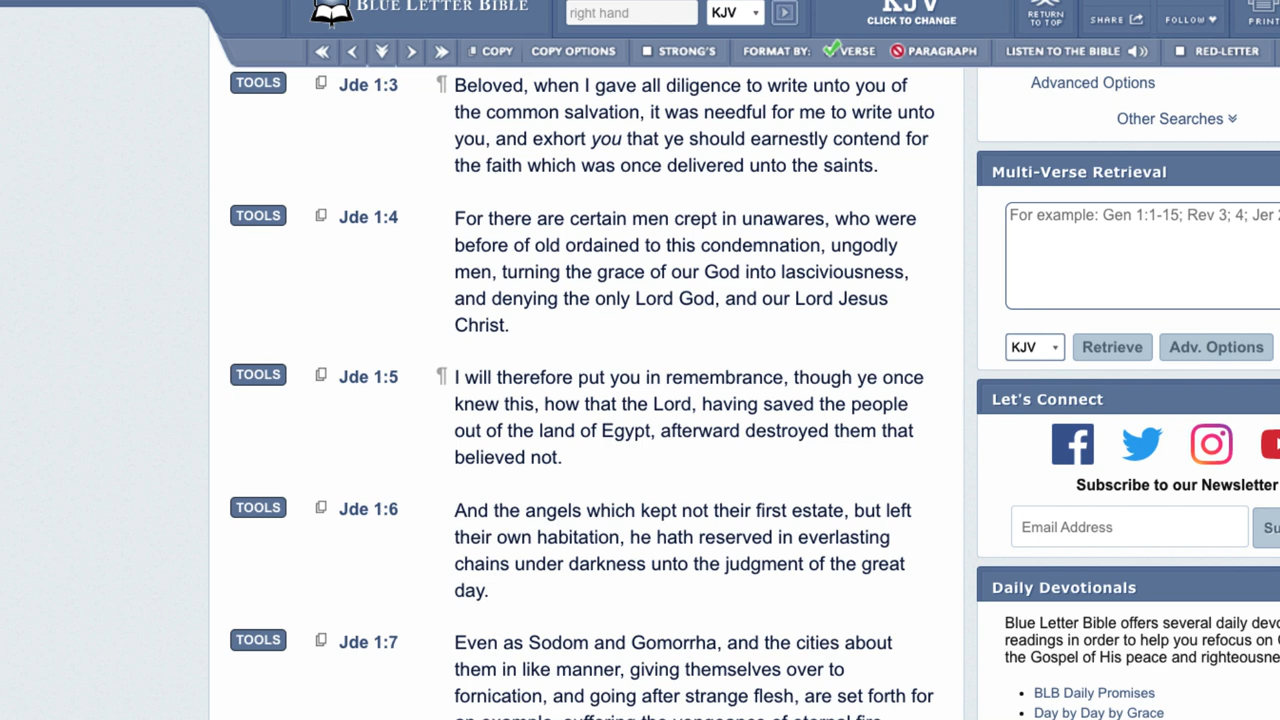 BLUE LETTER BIBLE
right hand
KJV
KJV
CLICK TO CHANGE
RETURN
TO TOP
SHARE
FOLLOW
PRINT
COPY
COPY OPTIONS
STRONG'S
FORMAT BY:
VERSE
PARAGRAPH
LISTEN TO THE BIBLE
RED-LETTER
TOOLS
Jde 1:3
¶ Beloved, when I gave all diligence to write unto you of
the common salvation, it was needful for me to write unto
you, and exhort you that ye should earnestly contend for
the faith which was once delivered unto the saints.
TOOLS
Jde 1:4
For there are certain men crept in unawares, who were
before of old ordained to this condemnation, ungodly
men, turning the grace of our God into lasciviousness,
and denying the only Lord God, and our Lord Jesus
Christ.
TOOLS
Jde 1:5
¶ I will therefore put you in remembrance, though ye once
knew this, how that the Lord, having saved the people
out of the land of Egypt, afterward destroyed them that
believed not.
TOOLS
Jde 1:6
And the angels which kept not their first estate, but left
their own habitation, he hath reserved in everlasting
chains under darkness unto the judgment of the great
day.
TOOLS
Jde 1:7
Even as Sodom and Gomorrha, and the cities about
them in like manner, giving themselves over to
fornication, and going after strange flesh, are set forth for
an example, suffering the vengeance of eternal fire.
Advanced Options
Other Searches
Multi-Verse Retrieval
For example: Gen 1:1-15; Rev 3; 4; Jer
KJV
Retrieve
Adv. Options
Let's Connect
Subscribe to our Newsletter
Email Address
Daily Devotionals
Blue Letter Bible offers several daily
readings in order to help you refocus on
the Gospel of His peace and
BLB Daily Promises
Day by Day by Grace